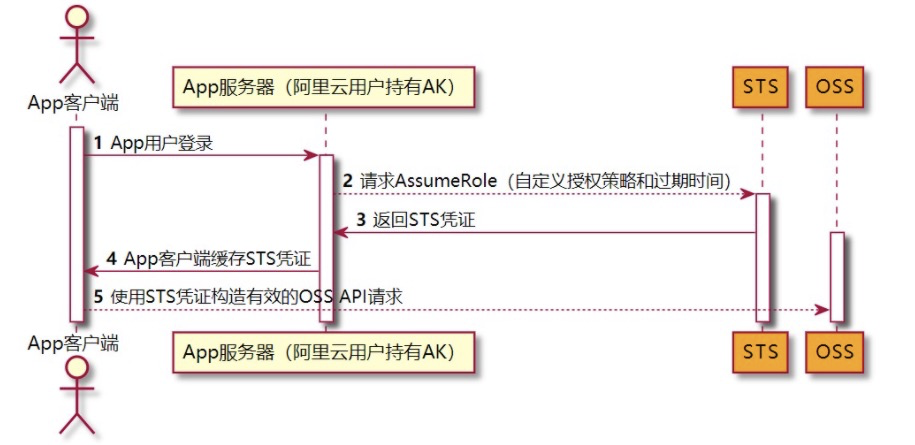 App客户端
App服务器（阿里云用户持有AK）
STS
OSS
1 App用户登录
2 请求AssumeRole（自定义授权策略和过期时间）
3 返回STS凭证
4 App客户端缓存STS凭证
5 使用STS凭证构造有效的OSS API请求
App客户端
App服务器（阿里云用户持有AK）
STS
OSS